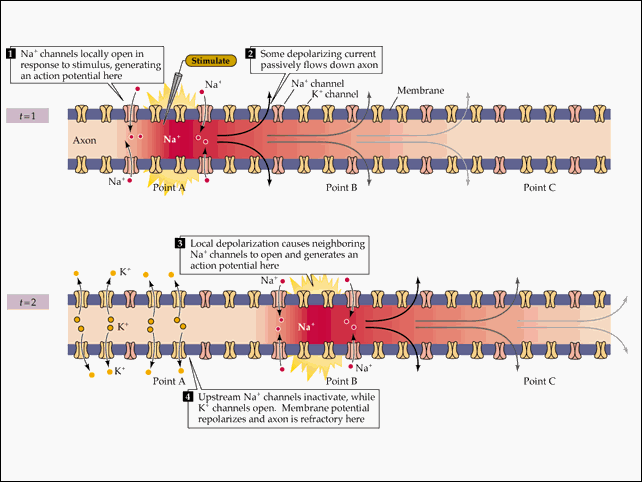 1 Na+ channels locally open in
response to stimulus, generating
an action potential here
Stimulate
2 Some depolarizing current
passively flows down axon
Na+
Na+ channel
K+ channel
Membrane
t=1
Axon
Na+
Na+
Point A
Point B
Point C
3 Local depolarization causes neighboring
Na+ channels to open and generates an
action potential here
K+
Na+
t=2
K+
Na+
K+
Na+
Point A
Point B
Point C
4 Upstream Na+ channels inactivate, while
K+ channels open. Membrane potential
repolarizes and axon is refractory here